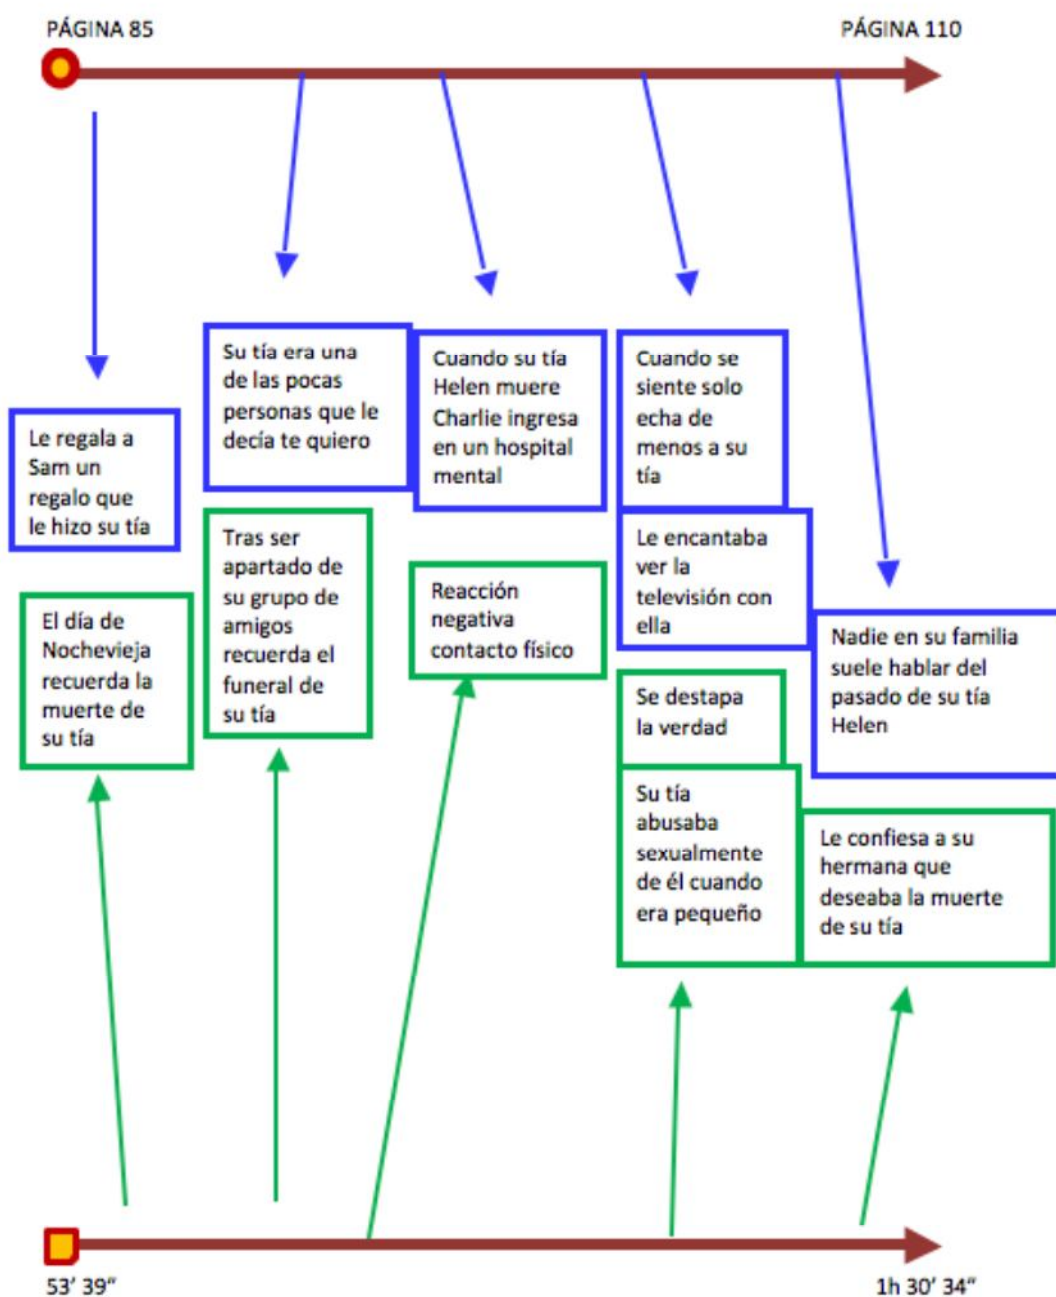 PÁGINA 85
PÁGINA 110
Su tía era una
de las pocas
personas que le
decía te quiero
Cuando su tía
Helen muere
Charlie ingresa
en un hospital
mental
Cuando se
siente solo
echa de
menos a su
tía
Le regala a
Sam un
regalo que
le hizo su tía
Tras ser
apartado de
su grupo de
amigos
recuerda el
funeral de
su tía
Le encantaba
ver la
televisión con
ella
Reacción
negativa
contacto físico
El día de
Nochevieja
recuerda la
muerte de
su tía
Nadie en su familia
suele hablar del
pasado de su tía
Helen
Se destapa
la verdad
Su tía
abusaba
sexualmente
de él cuando
era pequeño
Le confiesa a su
hermana que
deseaba la muerte
de su tía
53' 39“
1h 30' 34“